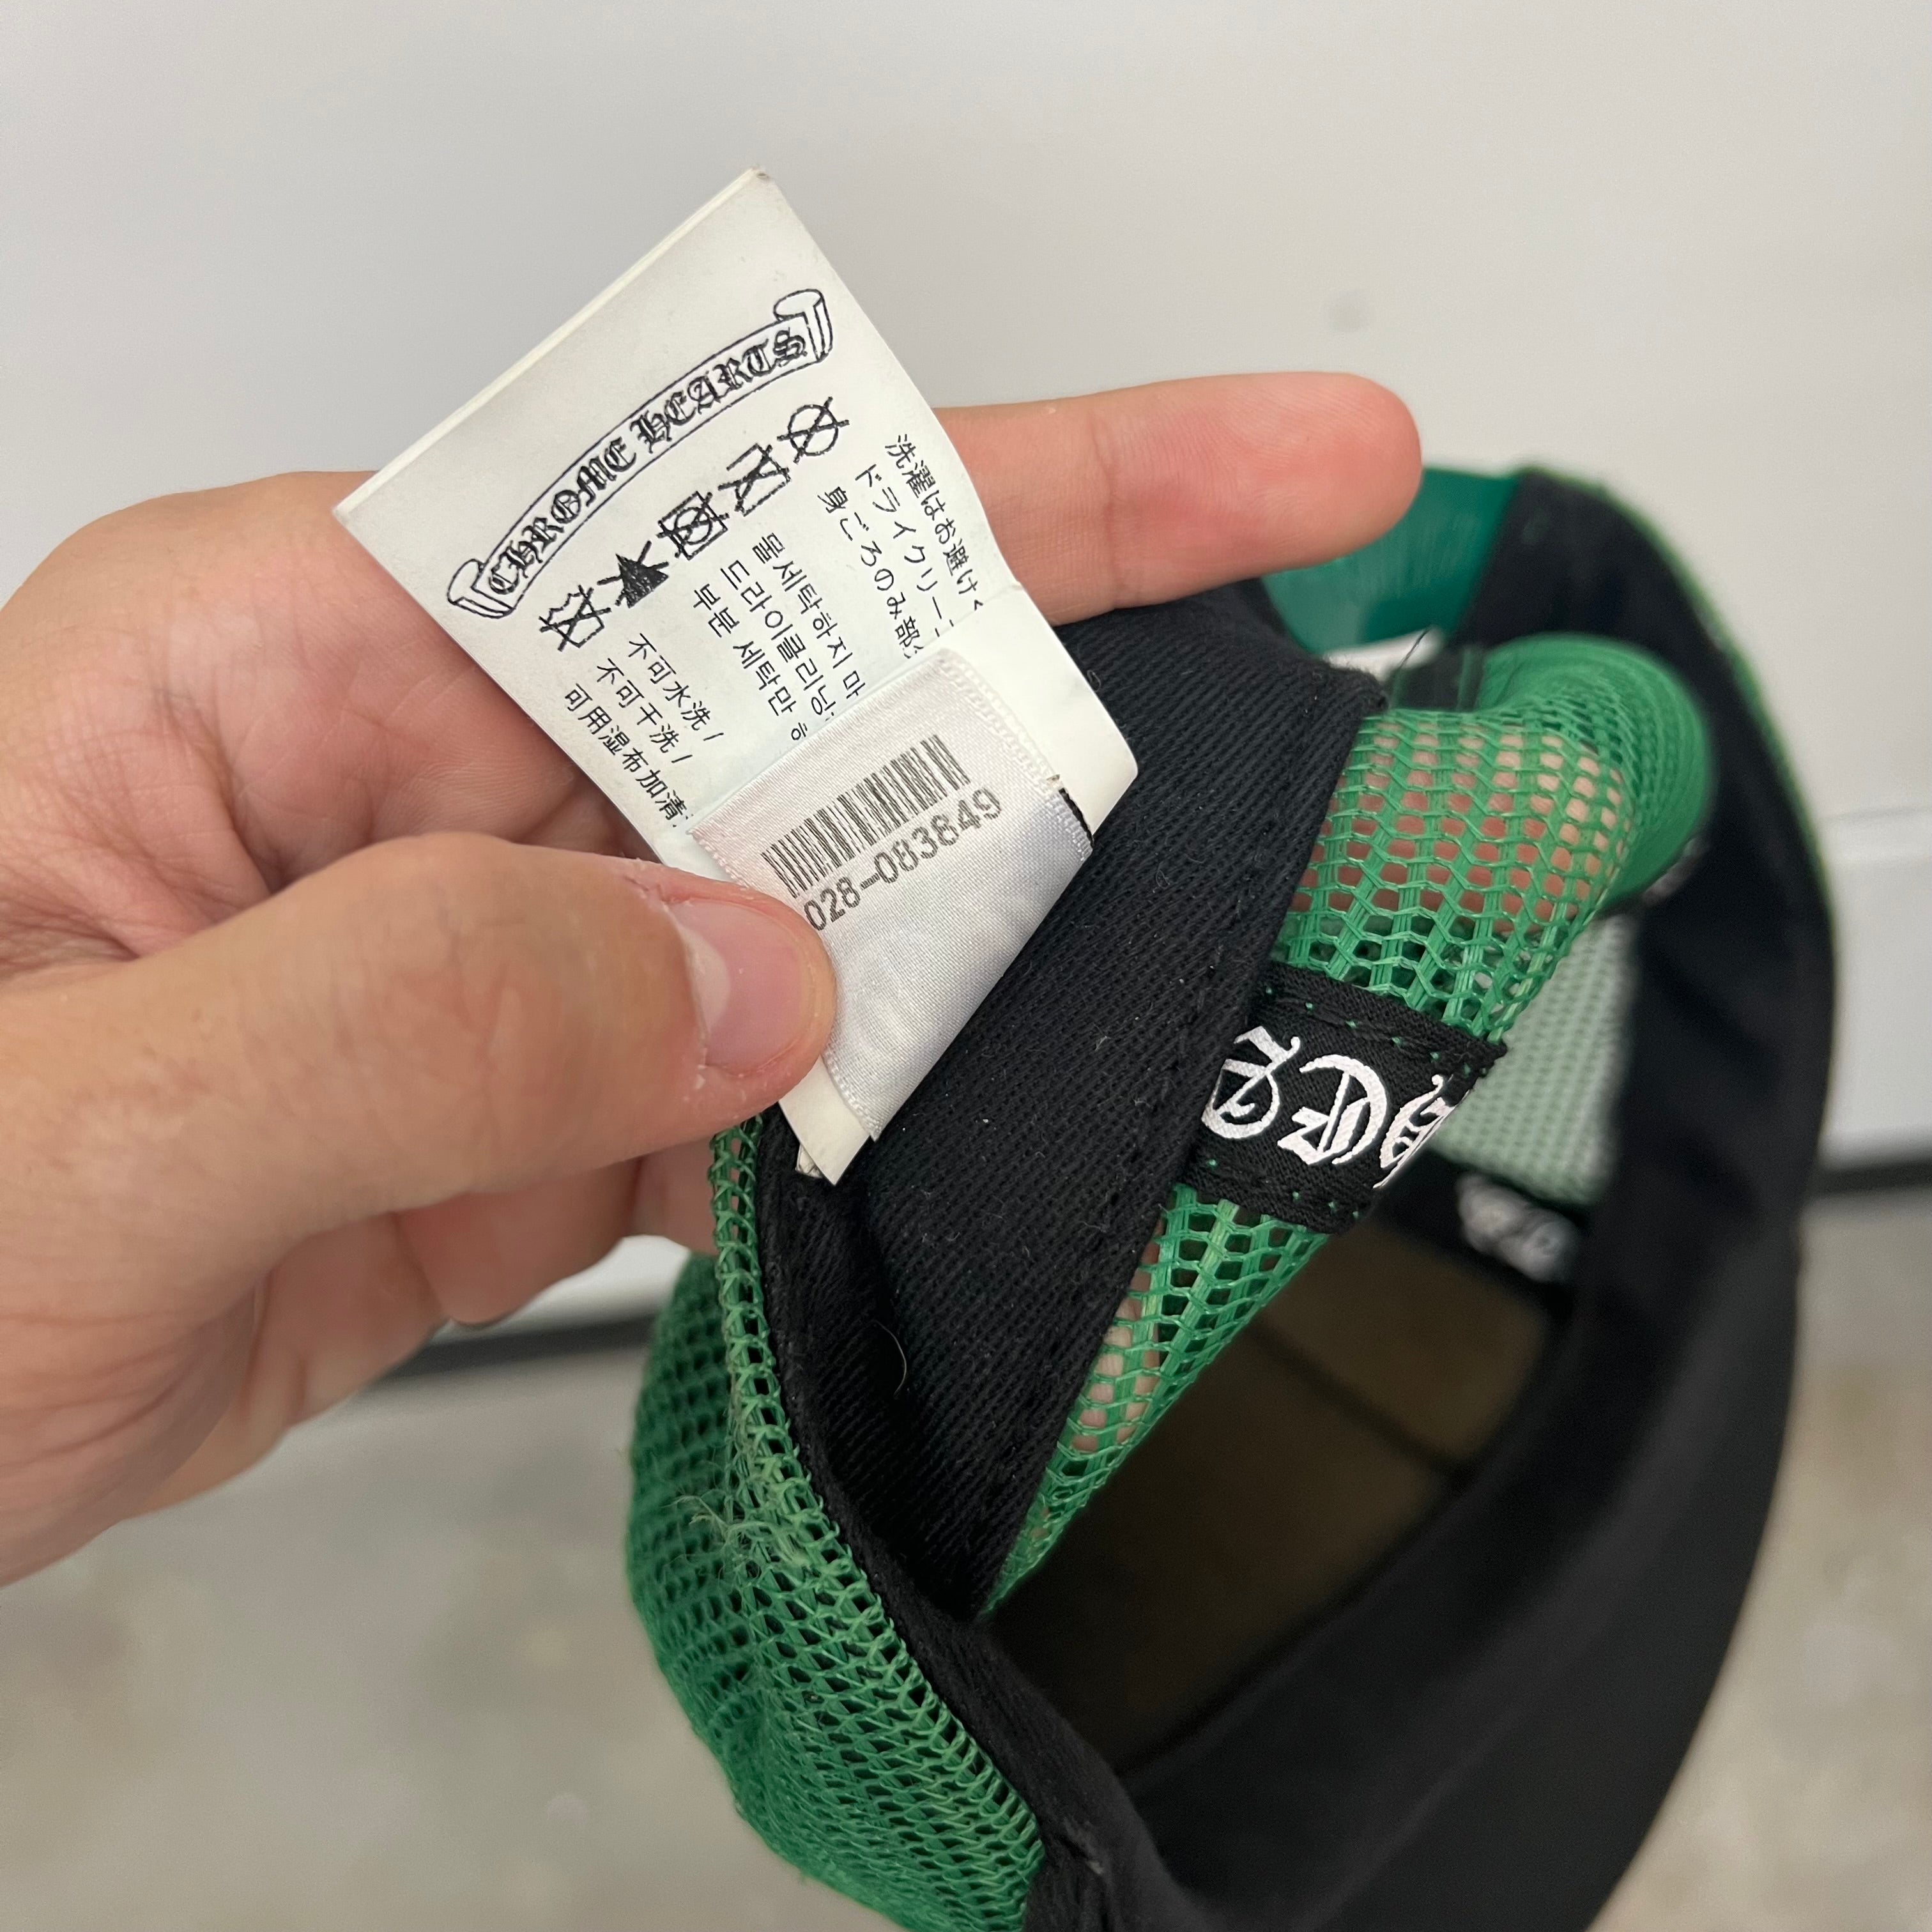 CHROME HEARTS
洗濯はお避け
ドライクリー
身ごろのみ部
물세탁하지 마
드라이클리닝
부분 세탁만
不可水洗 /
不可干洗 /
可用湿布加清
028-083849